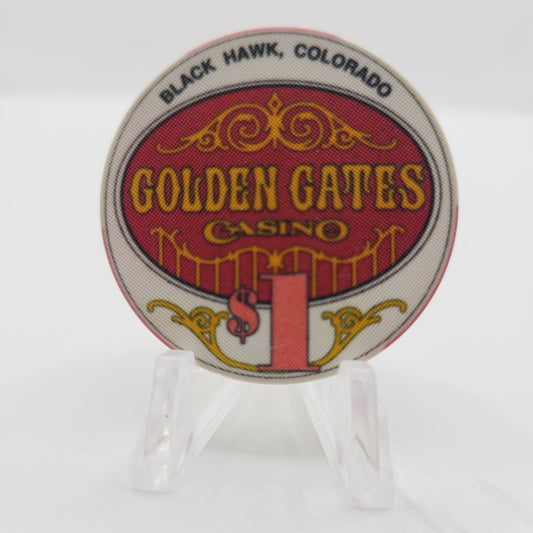 BLACK HAWK, COLORADO
GOLDEN GATES
CASINO
$1